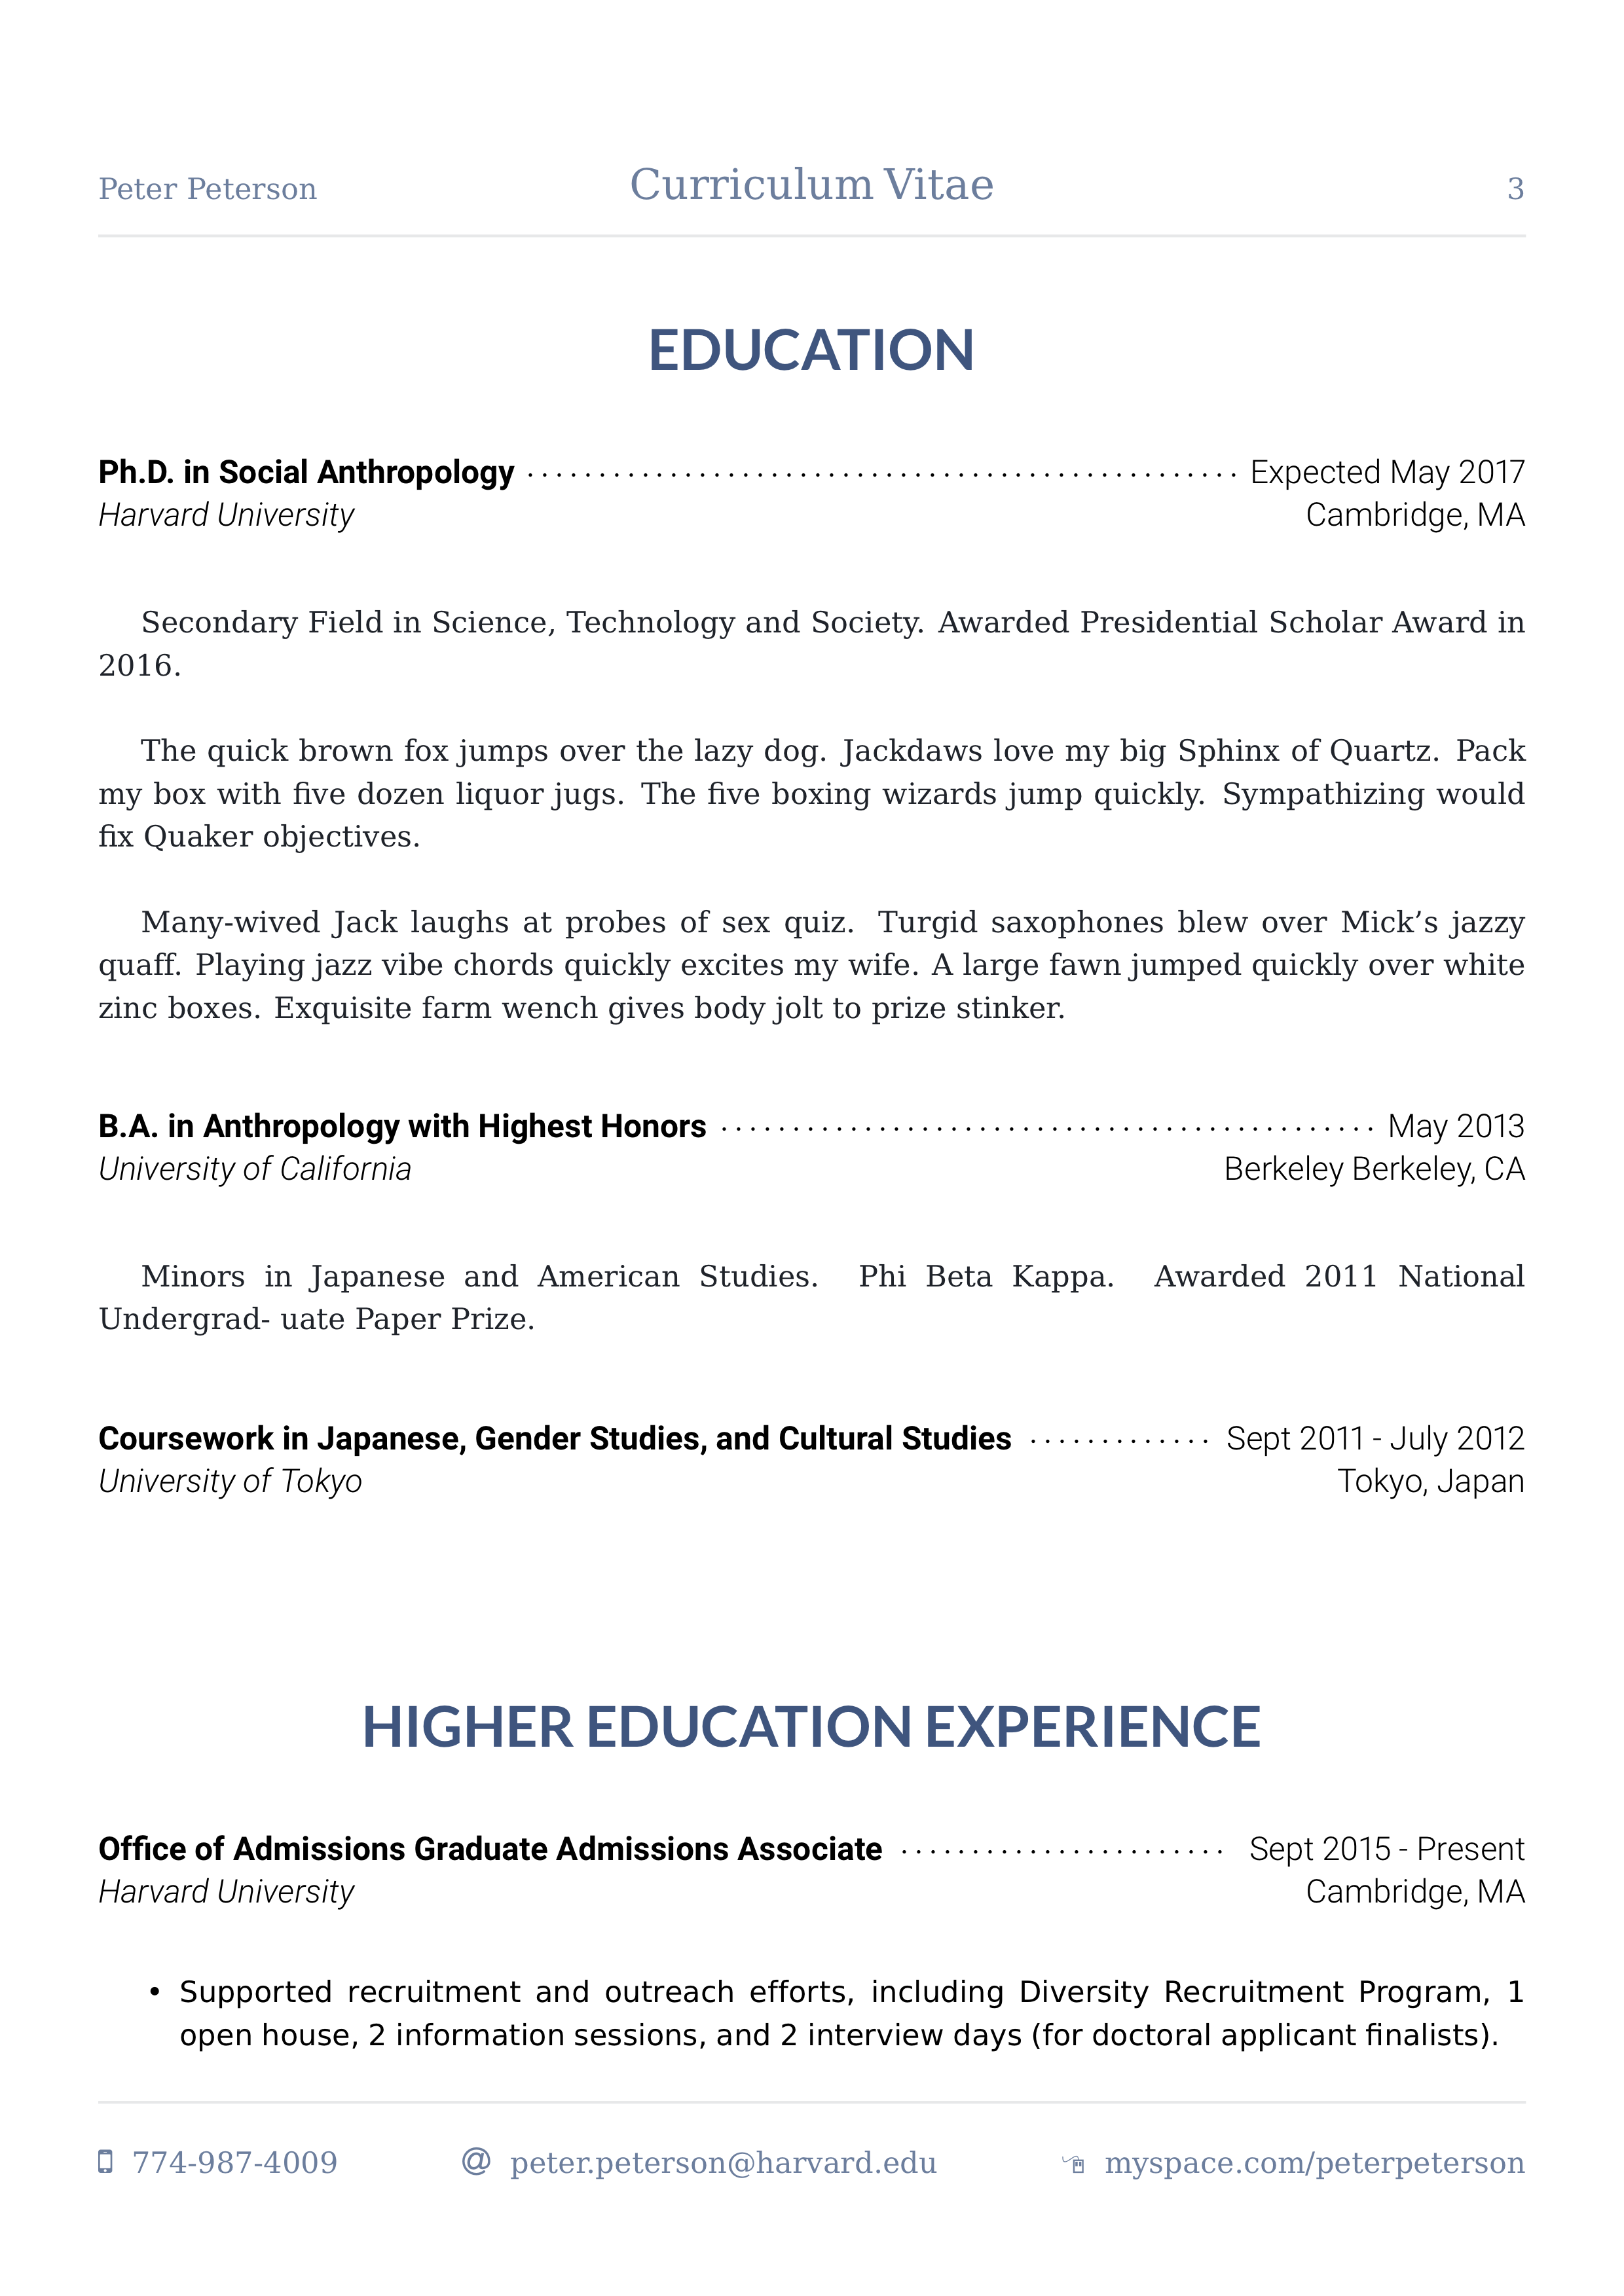 Peter Peterson Curriculum Vitae 3
EDUCATION
Ph.D. in Social Anthropology Expected May 2017
Harvard University Cambridge, MA
Secondary Field in Science, Technology and Society. Awarded Presidential Scholar Award in
2016.
The quick brown fox jumps over the lazy dog. Jackdaws love my big Sphinx of Quartz. Pack
my box with five dozen liquor jugs. The five boxing wizards jump quickly. Sympathizing would
fix Quaker objectives.
Many-wived Jack laughs at probes of sex quiz. Turgid saxophones blew over Mick’s jazzy
quaff. Playing jazz vibe chords quickly excites my wife. A large fawn jumped quickly over white
zinc boxes. Exquisite farm wench gives body jolt to prize stinker.
B.A. in Anthropology with Highest Honors May 2013
University of California Berkeley Berkeley, CA
Minors in Japanese and American Studies. Phi Beta Kappa. Awarded 2011 National
Undergrad- uate Paper Prize.
Coursework in Japanese, Gender Studies, and Cultural Studies Sept 2011 - July 2012
University of Tokyo Tokyo, Japan
HIGHER EDUCATION EXPERIENCE
Office of Admissions Graduate Admissions Associate Sept 2015 - Present
Harvard University Cambridge, MA
• Supported recruitment and outreach efforts, including Diversity Recruitment Program, 1
open house, 2 information sessions, and 2 interview days (for doctoral applicant finalists).
774-987-4009 @ peter.peterson@harvard.edu myspace.com/peterpeterson